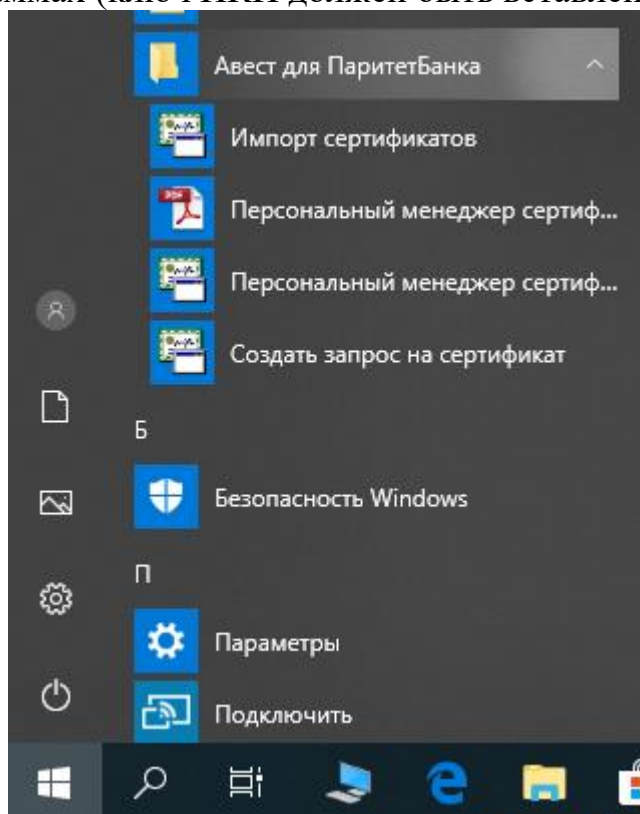 Авест для ПаритетБанка
Импорт сертификатов
PDF
Персональный менеджер сертиф...
Персональный менеджер сертиф...
Создать запрос на сертификат
Б
Безопасность Windows
П
Параметры
Подключить